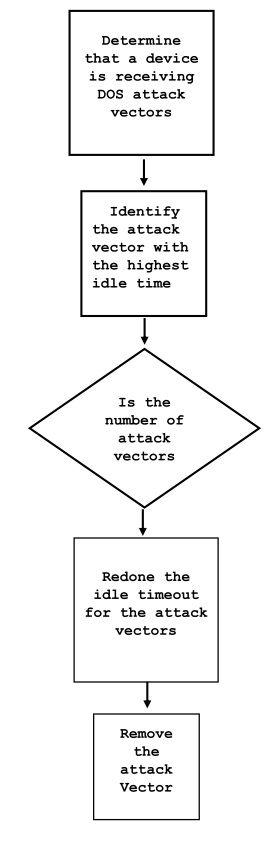 Determine
that a device
is receiving
DOS attack
vectors
Identify
the attack
vector with
the highest
idle time
Is the
number of
attack
vectors
Redone the
idle timeout
for the attack
vectors
Remove
the
attack
Vector